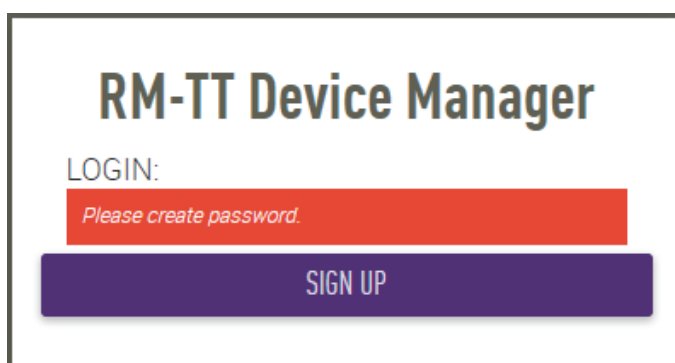 RM-TT Device Manager
LOGIN:
Please create password.
SIGN UP